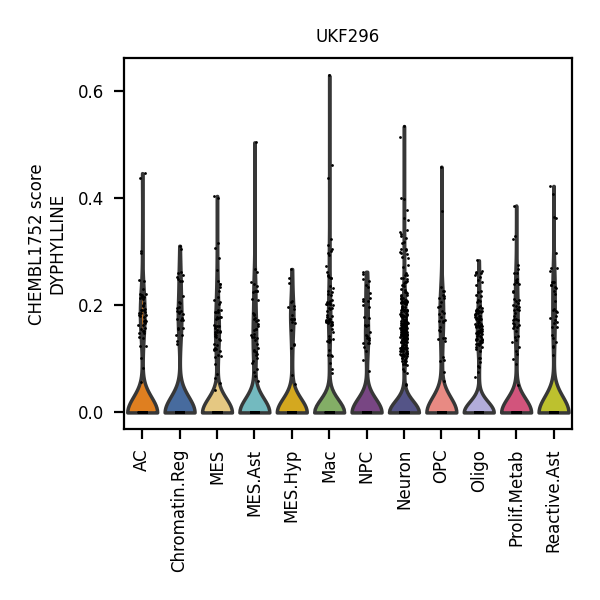 UKF296
CHEMBL1752 score
DYPHYLLINE
0.6
0.4
0.2
0.0
AC
Chromatin.Reg
MES
MES.Ast
MES.Hyp
Mac
NPC
Neuron
OPC
Oligo
Prolif.Metab
Reactive.Ast